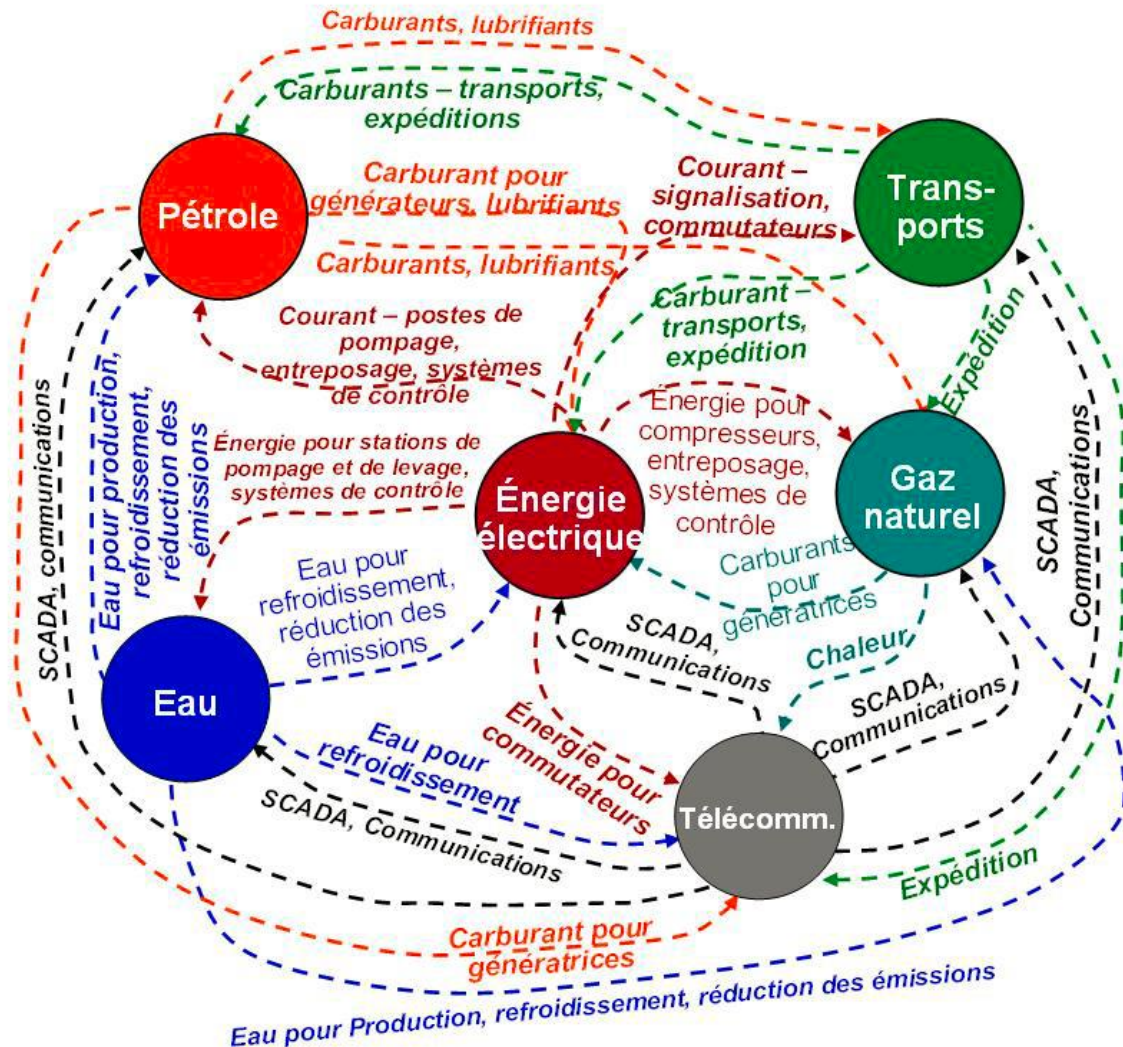 Carburants, lubrifiants
Carburants – transports,
expéditions
Pétrole
Trans-
ports
Carburant pour
générateurs, lubrifiants
Courant –
signalisation,
commutateurs
Carburants, lubrifiants
Carburant –
transports,
expédition
Expédition
Courant – postes de
pompage,
entreposage, systèmes
de contrôle
Énergie pour
compresseurs,
entreposage,
systèmes de
contrôle
SCADA, communications
Eau pour production,
refroidissement,
réduction des
émissions
Énergie pour stations de
pompage et de levage,
systèmes de contrôle
Énergie
électrique
Gaz
naturel
SCADA,
Communications
Eau pour
refroidissement,
réduction des
émissions
Carburants
pour
génératrices
SCADA,
Communications
Chaleur
SCADA,
Communications
Eau
Eau pour
refroidissement
Énergie pour
commutateurs
Télécomm.
SCADA, Communications
Expédition
Carburant pour
génératrices
Eau pour Production, refroidissement, réduction des émissions